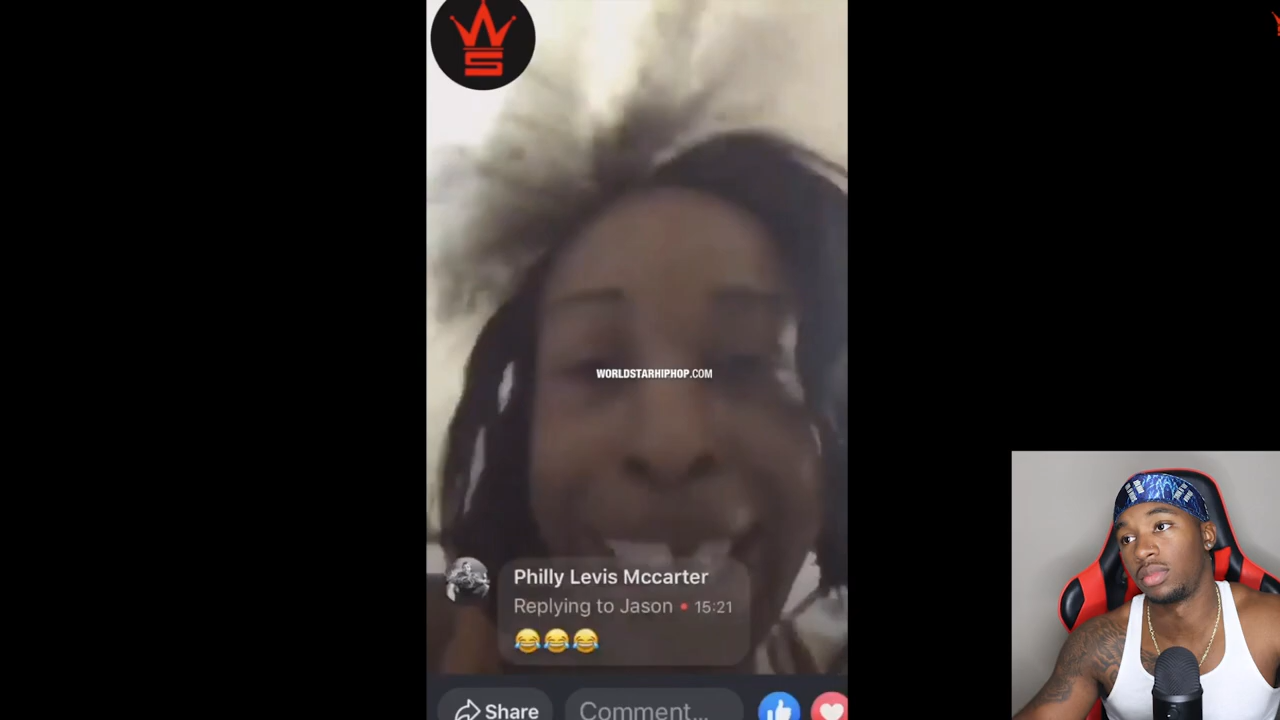 WORLDSTARHIPHOP.COM
Philly Levis Mccarter
Replying to Jason • 15:21
😂😂😂
Share
Comment...